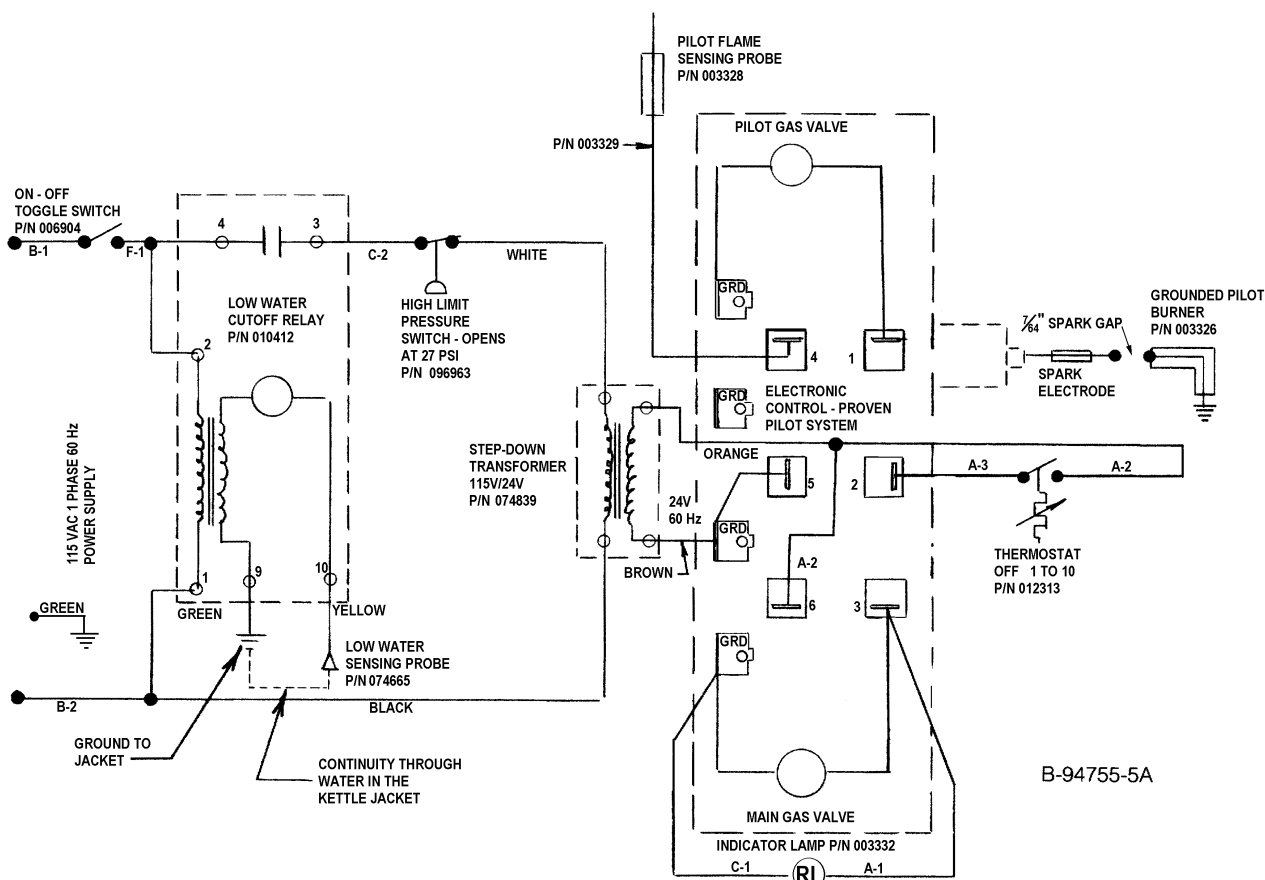 PILOT FLAME
SENSING PROBE
P/N 003328
P/N 003329
PILOT GAS VALVE
ON - OFF
TOGGLE SWITCH
P/N 006904
B-1
F-1
4
3
C-2
WHITE
LOW WATER
CUTOFF RELAY
P/N 010412
HIGH LIMIT
PRESSURE
SWITCH - OPENS
AT 27 PSI
P/N 096963
GRD
4
1
7/64" SPARK GAP
GROUNDED PILOT
BURNER
P/N 003326
SPARK
ELECTRODE
2
GRD
ELECTRONIC
CONTROL - PROVEN
PILOT SYSTEM
STEP-DOWN
TRANSFORMER
115V/24V
P/N 074839
ORANGE
5
2
A-3
A-2
24V
60 Hz
GRD
BROWN
A-2
THERMOSTAT
OFF 1 TO 10
P/N 012313
115 VAC 1 PHASE 60 Hz
POWER SUPPLY
1
9
10
GREEN
YELLOW
GREEN
6
3
LOW WATER
SENSING PROBE
P/N 074665
GRD
B-2
BLACK
GROUND TO
JACKET
CONTINUITY THROUGH
WATER IN THE
KETTLE JACKET
B-94755-5A
MAIN GAS VALVE
INDICATOR LAMP P/N 003332
C-1
RI
A-1